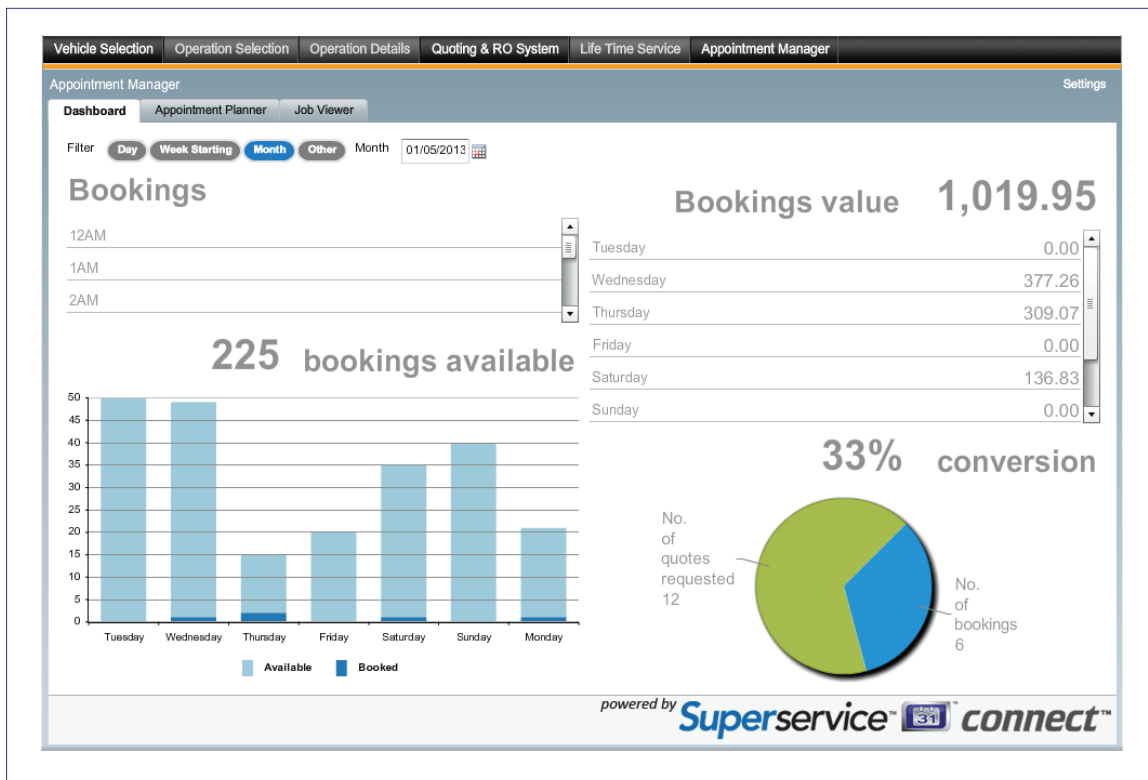 Vehicle Selection Operation Selection Operation Details Quoting & RO System Life Time Service Appointment Manager
Appointment Manager Settings
Dashboard Appointment Planner Job Viewer
Filter Day Week Starting Month Other Month 01/05/2013
Bookings
12AM
1AM
2AM
225 bookings available
50
45
40
35
30
25
20
15
10
5
0
Tuesday Wednesday Thursday Friday Saturday Sunday Monday
Available Booked
Bookings value 1,019.95
Tuesday 0.00
Wednesday 377.26
Thursday 309.07
Friday 0.00
Saturday 136.83
Sunday 0.00
33% conversion
No.
of
quotes
requested
12
No.
of
bookings
6
powered by Superservice™ 31™ connect™